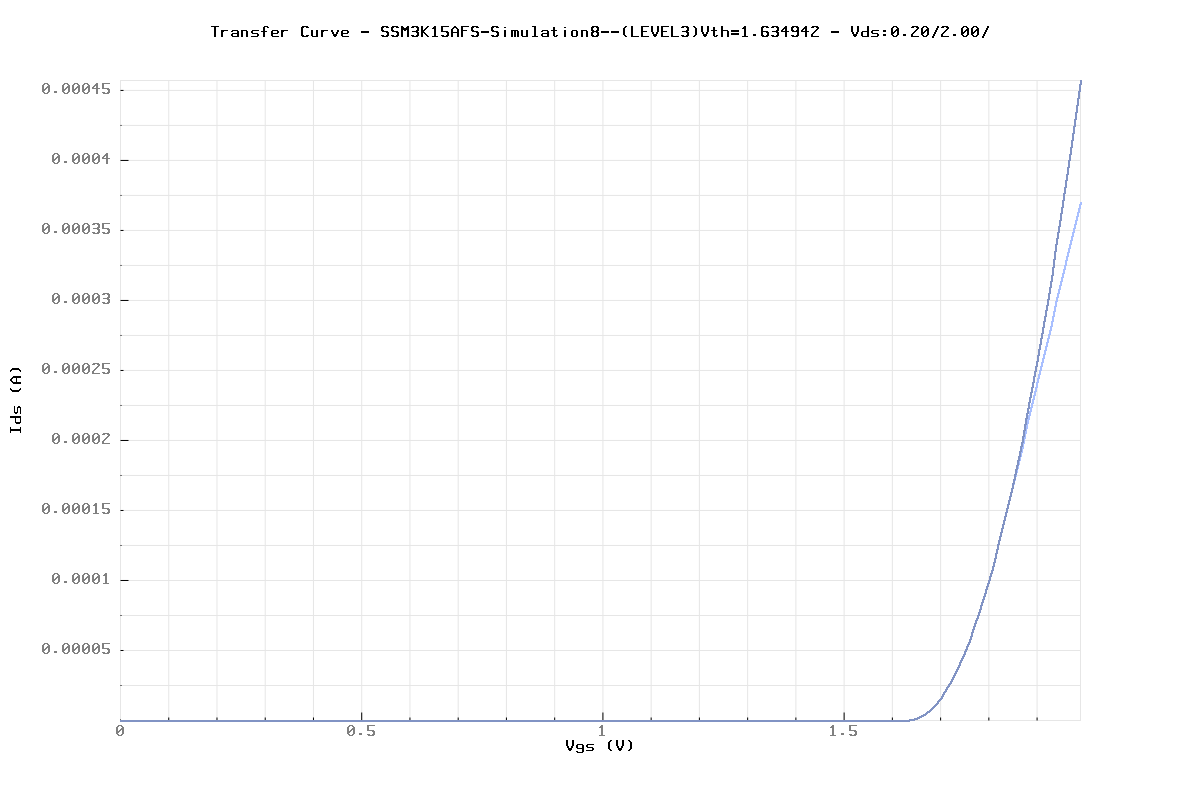 Transfer Curve - SSM3K15AFS-Simulation8--(LEVEL3)Vth=1.634942 - Vds:0.20/2.00/
0.00045
0.0004
0.00035
0.0003
0.00025
0.0002
0.00015
0.0001
0.00005
Ids (A)
0 0.5 1 1.5
Vgs (V)